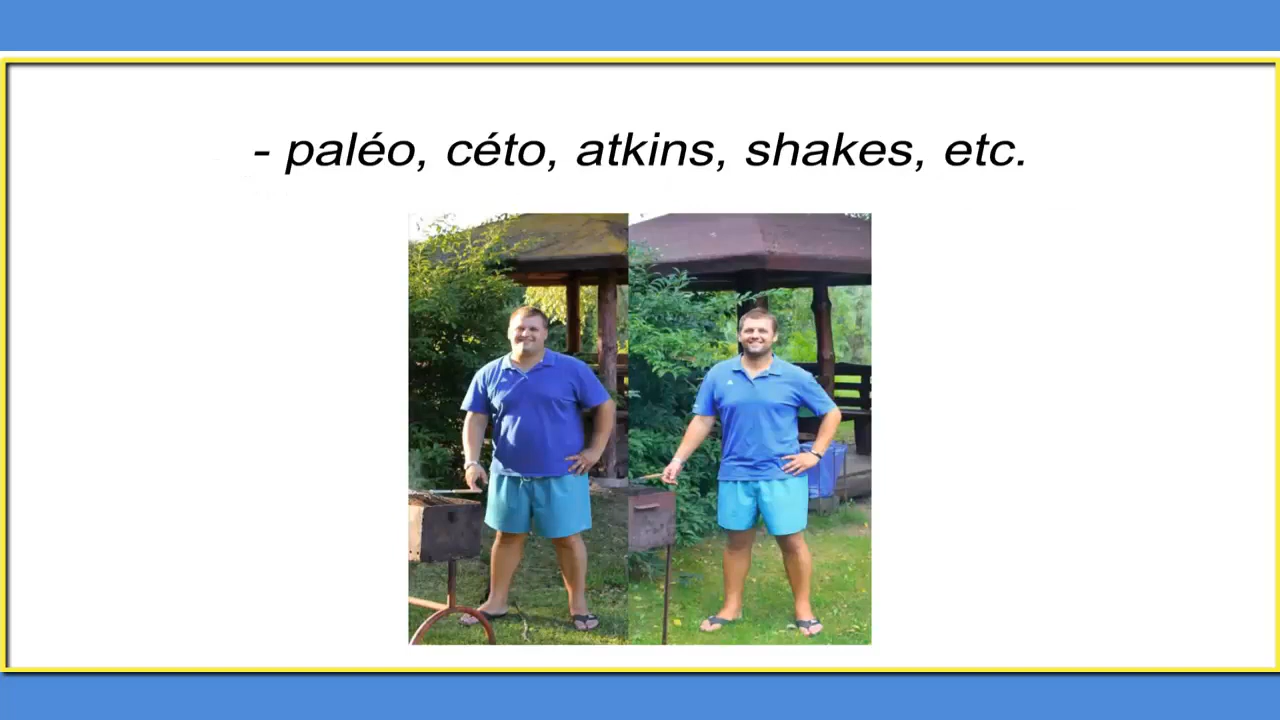 - paléo, céto, atkins, shakes, etc.